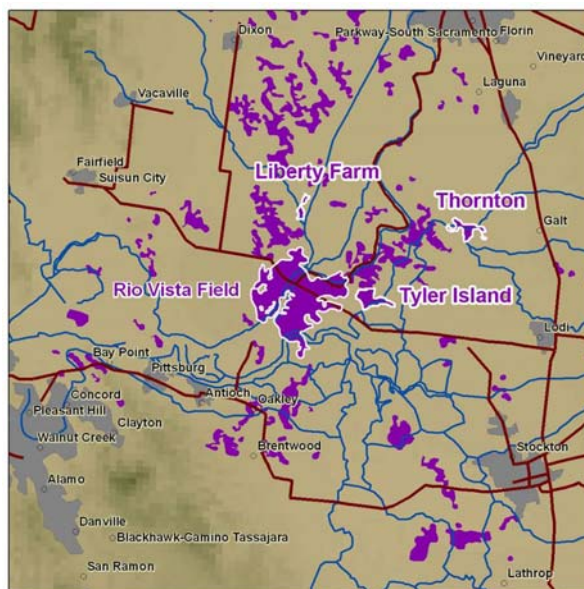 Parkway-South Sacramento
Florin
Dixon
Vineyard
Laguna
Vacaville
Fairfield
Suisun City
Liberty Farm
Thornton
Galt
Rio Vista Field
Tyler Island
Lodi
Bay Point
Pittsburg
Concord
Antioch
Oakley
Pleasant Hill
Clayton
Walnut Creek
Brentwood
Stockton
Alamo
Danville
Blackhawk-Camino Tassajara
San Ramon
Lathrop